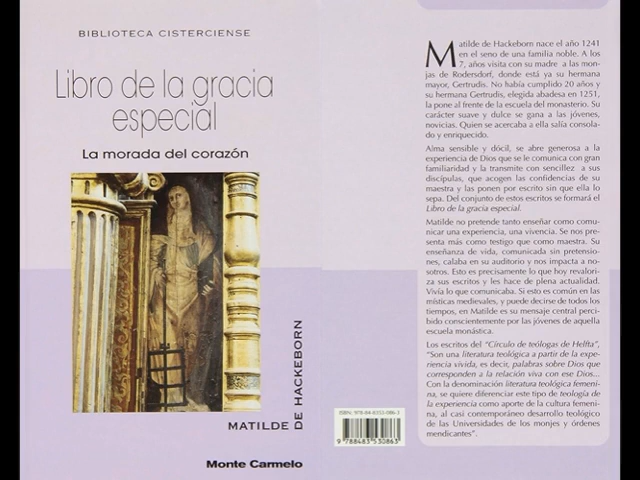 BIBLIOTECA CISTERCIENSE
Libro de la gracia
especial
La morada del corazón
MATILDE
DE HACKEBORN
Monte Carmelo
Matilde de Hackeborn nace el año 1241
en el seno de una familia noble. A los
7, años visita con su madre a las mon-
jas de Rodersdorf, donde está ya su hermana
mayor, Gertrudis. No había cumplido 20 años y
su hermana Gertrudis, elegida abadesa en 1251,
la pone al frente de la escuela del monasterio. Su
carácter suave y dulce se gana a las jóvenes,
novicias. Quien se acercaba a ella salía consola-
do y enriquecido.
Alma sensible y dócil, se abre generosa a la
experiencia de Dios que se le comunica con gran
familiaridad y la transmite con sencillez a sus
discípulas, que acogen las confidencias de su
maestra y las ponen por escrito sin que ella lo
sepa. Del conjunto de estos escritos se formará el
Libro de la gracia especial.
Matilde no pretende tanto enseñar como comu-
nicar una experiencia, una vivencia. Se nos pre-
senta más como testigo que como maestra. Su
enseñanza de vida, comunicada sin pretensio-
nes, calaba en su auditorio y nos impacta a no-
sotros. Esto es precisamente lo que hoy revalori-
za sus escritos y les hace de plena actualidad.
Vivía lo que comunicaba. Si esto es común en las
místicas medievales, y puede decirse de todos los
tiempos, en Matilde es su mensaje central perci-
bido conscientemente por las jóvenes de aquella
escuela monástica.
Los escritos del “Círculo de teólogas de Helfta”,
“Son una literatura teológica a partir de la expe-
riencia vivida, es decir, palabras sobre Dios que
corresponden a la relación viva con ese Dios...
Con la denominación literatura teológica femeni-
na, se quiere diferenciar este tipo de teología de
la experiencia como aporte de la cultura femeni-
na, al casi contemporáneo desarrollo teológico
de las Universidades de los monjes y órdenes
mendicantes”.
ISBN: 978-84-8353-086-3
9 788483 530863